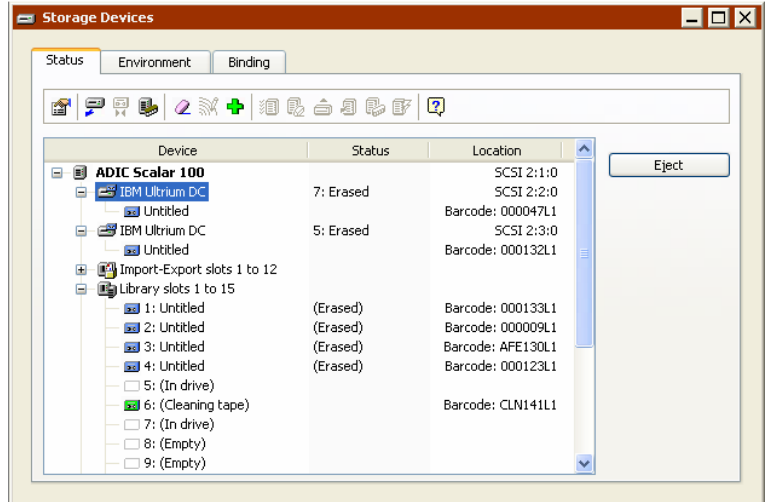 Storage Devices
Status Environment Binding
Device Status Location
ADIC Scalar 100 SCSI 2:1:0
IBM Ultrium DC 7: Erased SCSI 2:2:0
Untitled Barcode: 000047L1
IBM Ultrium DC 5: Erased SCSI 2:3:0
Untitled Barcode: 000132L1
Import-Export slots 1 to 12
Library slots 1 to 15
1: Untitled (Erased) Barcode: 000133L1
2: Untitled (Erased) Barcode: 000009L1
3: Untitled (Erased) Barcode: AFE130L1
4: Untitled (Erased) Barcode: 000123L1
5: (In drive)
6: (Cleaning tape) Barcode: CLN141L1
7: (In drive)
8: (Empty)
9: (Empty)
Eject